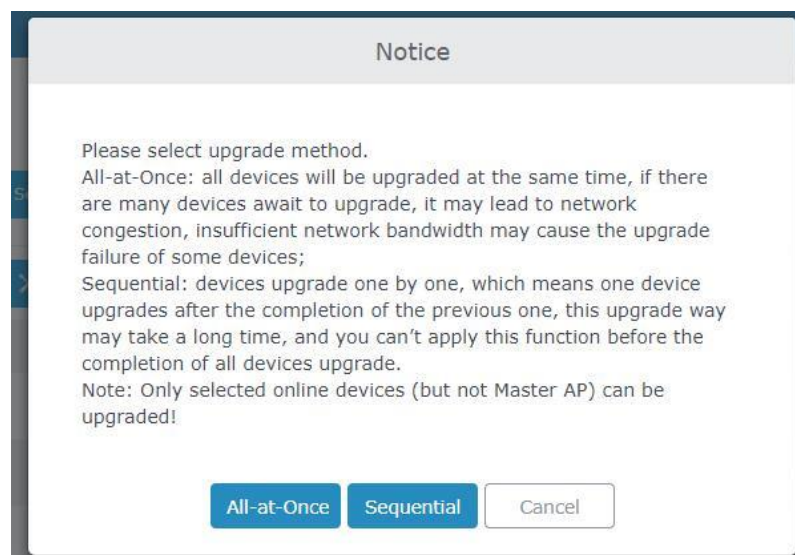 Notice
Please select upgrade method.
All-at-Once: all devices will be upgraded at the same time, if there
are many devices await to upgrade, it may lead to network
congestion, insufficient network bandwidth may cause the upgrade
failure of some devices;
Sequential: devices upgrade one by one, which means one device
upgrades after the completion of the previous one, this upgrade way
may take a long time, and you can’t apply this function before the
completion of all devices upgrade.
Note: Only selected online devices (but not Master AP) can be
upgraded!
All-at-Once Sequential Cancel